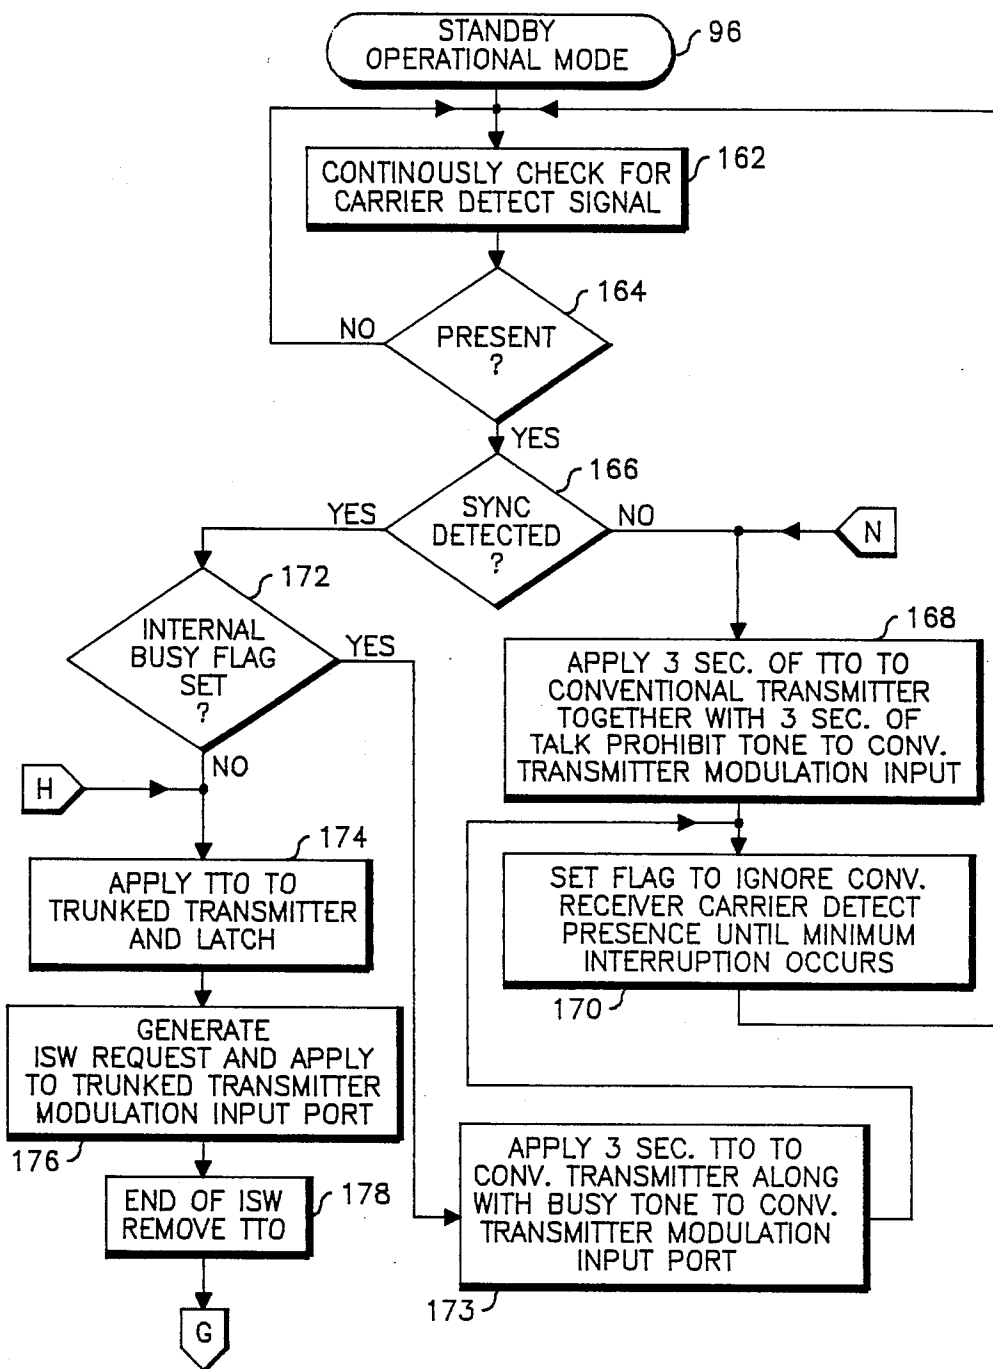 STANDBY
OPERATIONAL MODE
96
CONTINOUSLY CHECK FOR
CARRIER DETECT SIGNAL
162
PRESENT
?
164
NO
YES
SYNC
DETECTED
?
166
YES
NO
N
INTERNAL
BUSY FLAG
SET
?
172
YES
NO
H
APPLY 3 SEC. OF TTO TO
CONVENTIONAL TRANSMITTER
TOGETHER WITH 3 SEC. OF
TALK PROHIBIT TONE TO CONV.
TRANSMITTER MODULATION INPUT
168
APPLY TTO TO
TRUNKED TRANSMITTER
AND LATCH
174
SET FLAG TO IGNORE CONV.
RECEIVER CARRIER DETECT
PRESENCE UNTIL MINIMUM
INTERRUPTION OCCURS
170
GENERATE
ISW REQUEST AND APPLY
TO TRUNKED TRANSMITTER
MODULATION INPUT PORT
176
APPLY 3 SEC. TTO TO
CONV. TRANSMITTER ALONG
WITH BUSY TONE TO CONV.
TRANSMITTER MODULATION
INPUT PORT
173
END OF ISW
REMOVE TTO
178
G